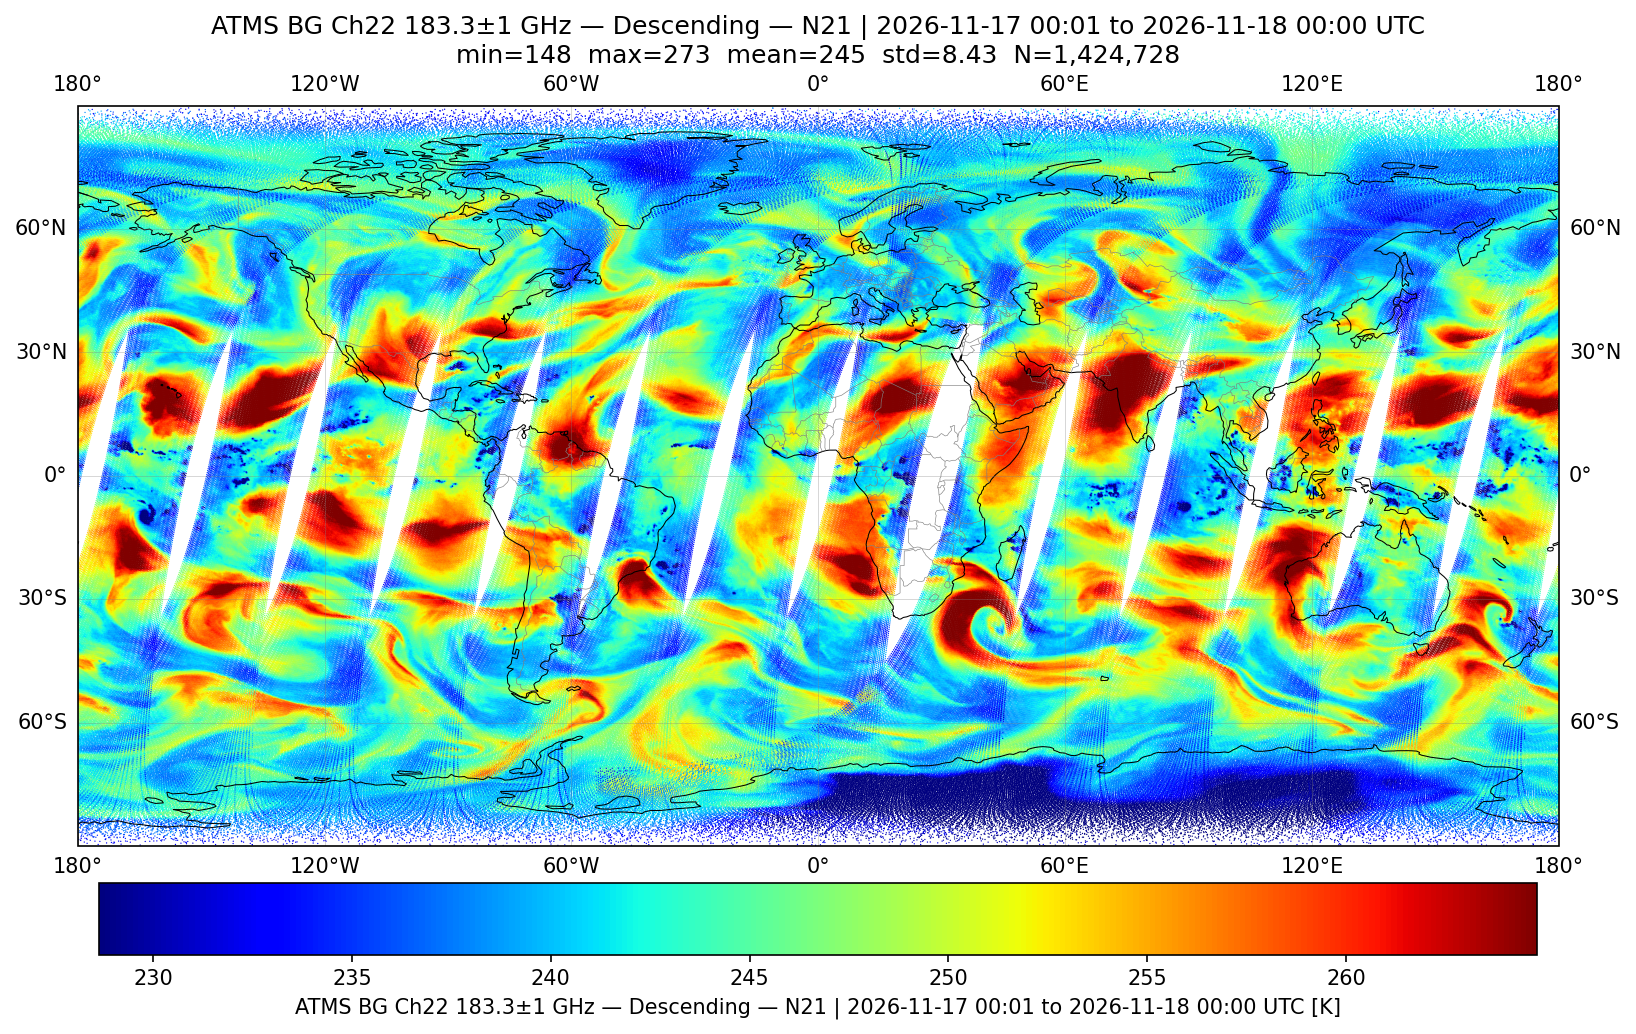 ATMS BG Ch22 183.3±1 GHz — Descending — N21 | 2026-11-17 00:01 to 2026-11-18 00:00 UTC
min=148  max=273  mean=245  std=8.43  N=1,424,728
180° 120°W 60°W 0° 60°E 120°E 180°
60°N 60°N
30°N 30°N
0° 0°
30°S 30°S
60°S 60°S
180° 120°W 60°W 0° 60°E 120°E 180°
230 235 240 245 250 255 260
ATMS BG Ch22 183.3±1 GHz — Descending — N21 | 2026-11-17 00:01 to 2026-11-18 00:00 UTC [K]